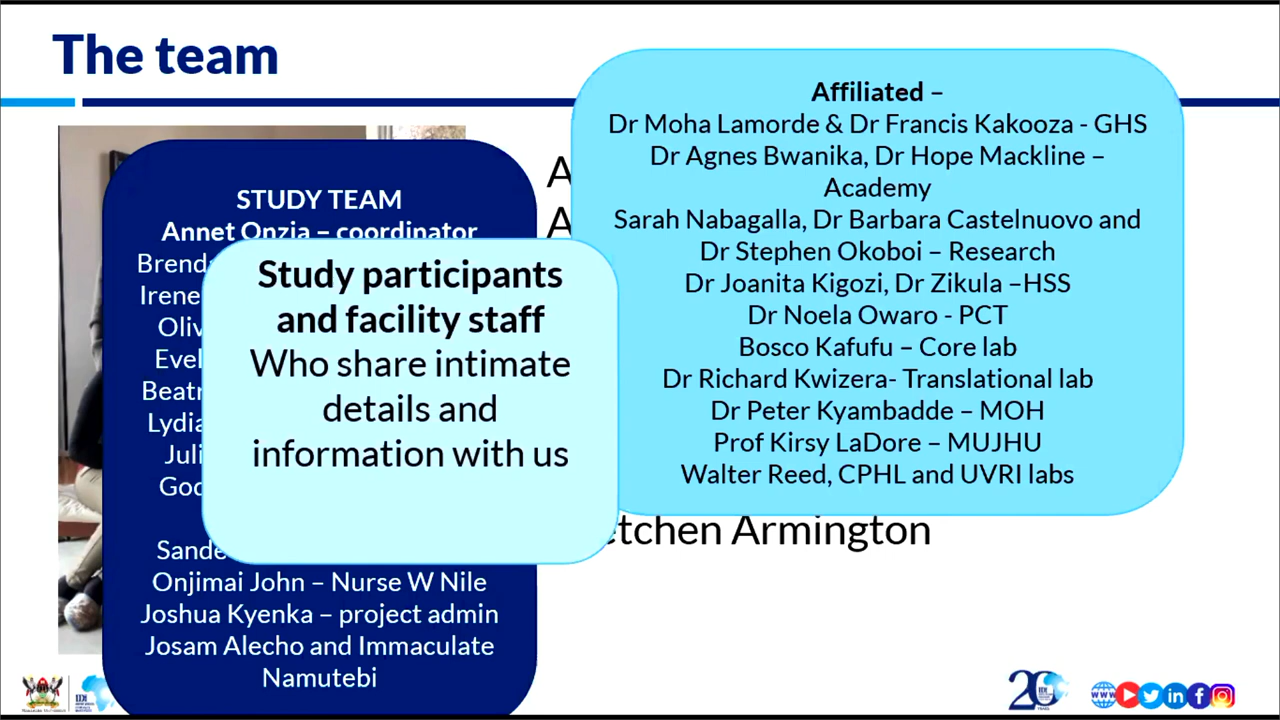 The team
STUDY TEAM
Annet Onzia – coordinator
Onjimai John – Nurse W Nile
Joshua Kyenka – project admin
Josam Alecho and Immaculate
Namutebi
Study participants
and facility staff
Who share intimate
details and
information with us
Affiliated –
Dr Moha Lamorde & Dr Francis Kakooza - GHS
Dr Agnes Bwanika, Dr Hope Mackline –
Academy
Sarah Nabagalla, Dr Barbara Castelnuovo and
Dr Stephen Okoboi – Research
Dr Joanita Kigozi, Dr Zikula –HSS
Dr Noela Owaro - PCT
Bosco Kafufu – Core lab
Dr Richard Kwizera- Translational lab
Dr Peter Kyambadde – MOH
Prof Kirsy LaDore – MUJHU
Walter Reed, CPHL and UVRI labs
Armington
20
IDI